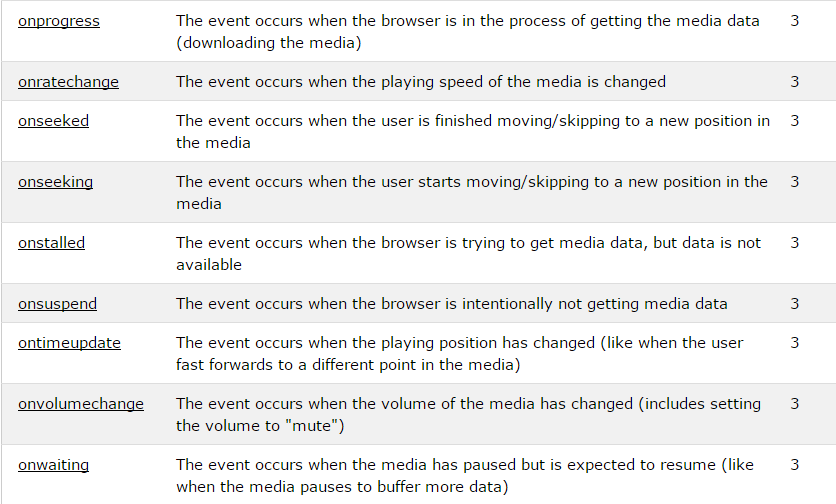 onprogress The event occurs when the browser is in the process of getting the media data 3
(downloading the media)
onratechange The event occurs when the playing speed of the media is changed 3
onseeked The event occurs when the user is finished moving/skipping to a new position in 3
the media
onseeking The event occurs when the user starts moving/skipping to a new position in the 3
media
onstalled The event occurs when the browser is trying to get media data, but data is not 3
available
onsuspend The event occurs when the browser is intentionally not getting media data 3
ontimeupdate The event occurs when the playing position has changed (like when the user 3
fast forwards to a different point in the media)
onvolumechange The event occurs when the volume of the media has changed (includes setting 3
the volume to "mute")
onwaiting The event occurs when the media has paused but is expected to resume (like 3
when the media pauses to buffer more data)